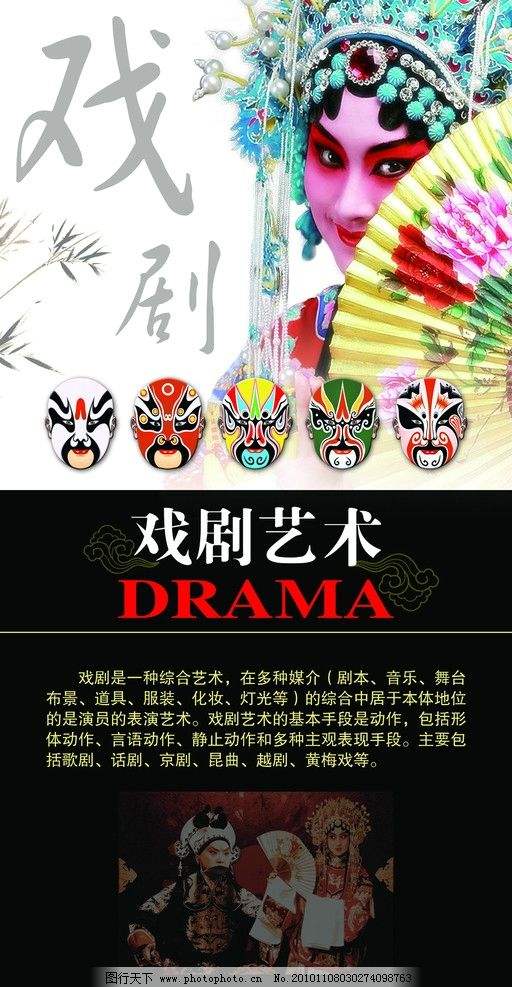 戏
剧
戏剧艺术
DRAMA
戏剧是一种综合艺术，在多种媒介（剧本、音乐、舞台
布景、道具、服装、化妆、灯光等）的综合中居于本体地位
的是演员的表演艺术。戏剧艺术的基本手段是动作，包括形
体动作、言语动作、静止动作和多种主观表现手段。主要包
括歌剧、话剧、京剧、昆曲、越剧、黄梅戏等。
图行天下 www.photophoto.cn No.20101108030274098763